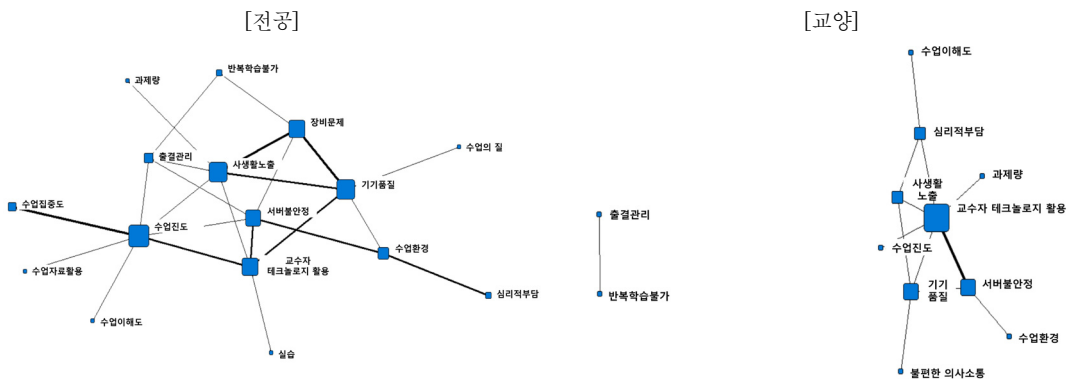 [전공]
반복학습불가
과제량
장비문제
수업의 질
출결관리
사생활노출
기기품질
수업집중도
서버불안정
수업진도
수업환경
교수자
테크놀로지 활용
수업자료활용
심리적부담
수업이해도
실습
[교양]
수업이해도
심리적부담
과제량
사생활
노출
교수자 테크놀로지 활용
출결관리
수업진도
기기
품질
서버불안정
반복학습불가
수업환경
불편한 의사소통